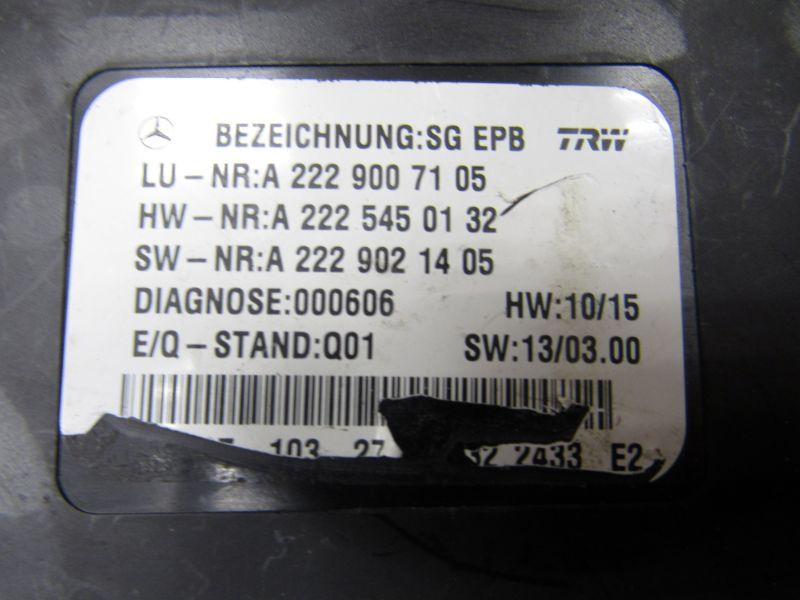 BEZEICHNUNG:SG EPB TRW
LU-NR:A 222 900 71 05
HW-NR:A 222 545 01 32
SW-NR:A 222 902 14 05
DIAGNOSE:000606 HW:10/15
E/Q-STAND:Q01 SW:13/03.00
103 27 2433 E2